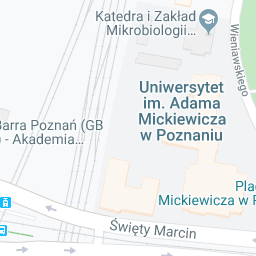 Katedra i Zakład
Mikrobiologii...
Wieniawskiego
Uniwersytet
im. Adama
Mickiewicza
w Poznaniu
Barra Poznań (GB
) - Akademia...
Plac
Mickiewicza w P
Święty Marcin